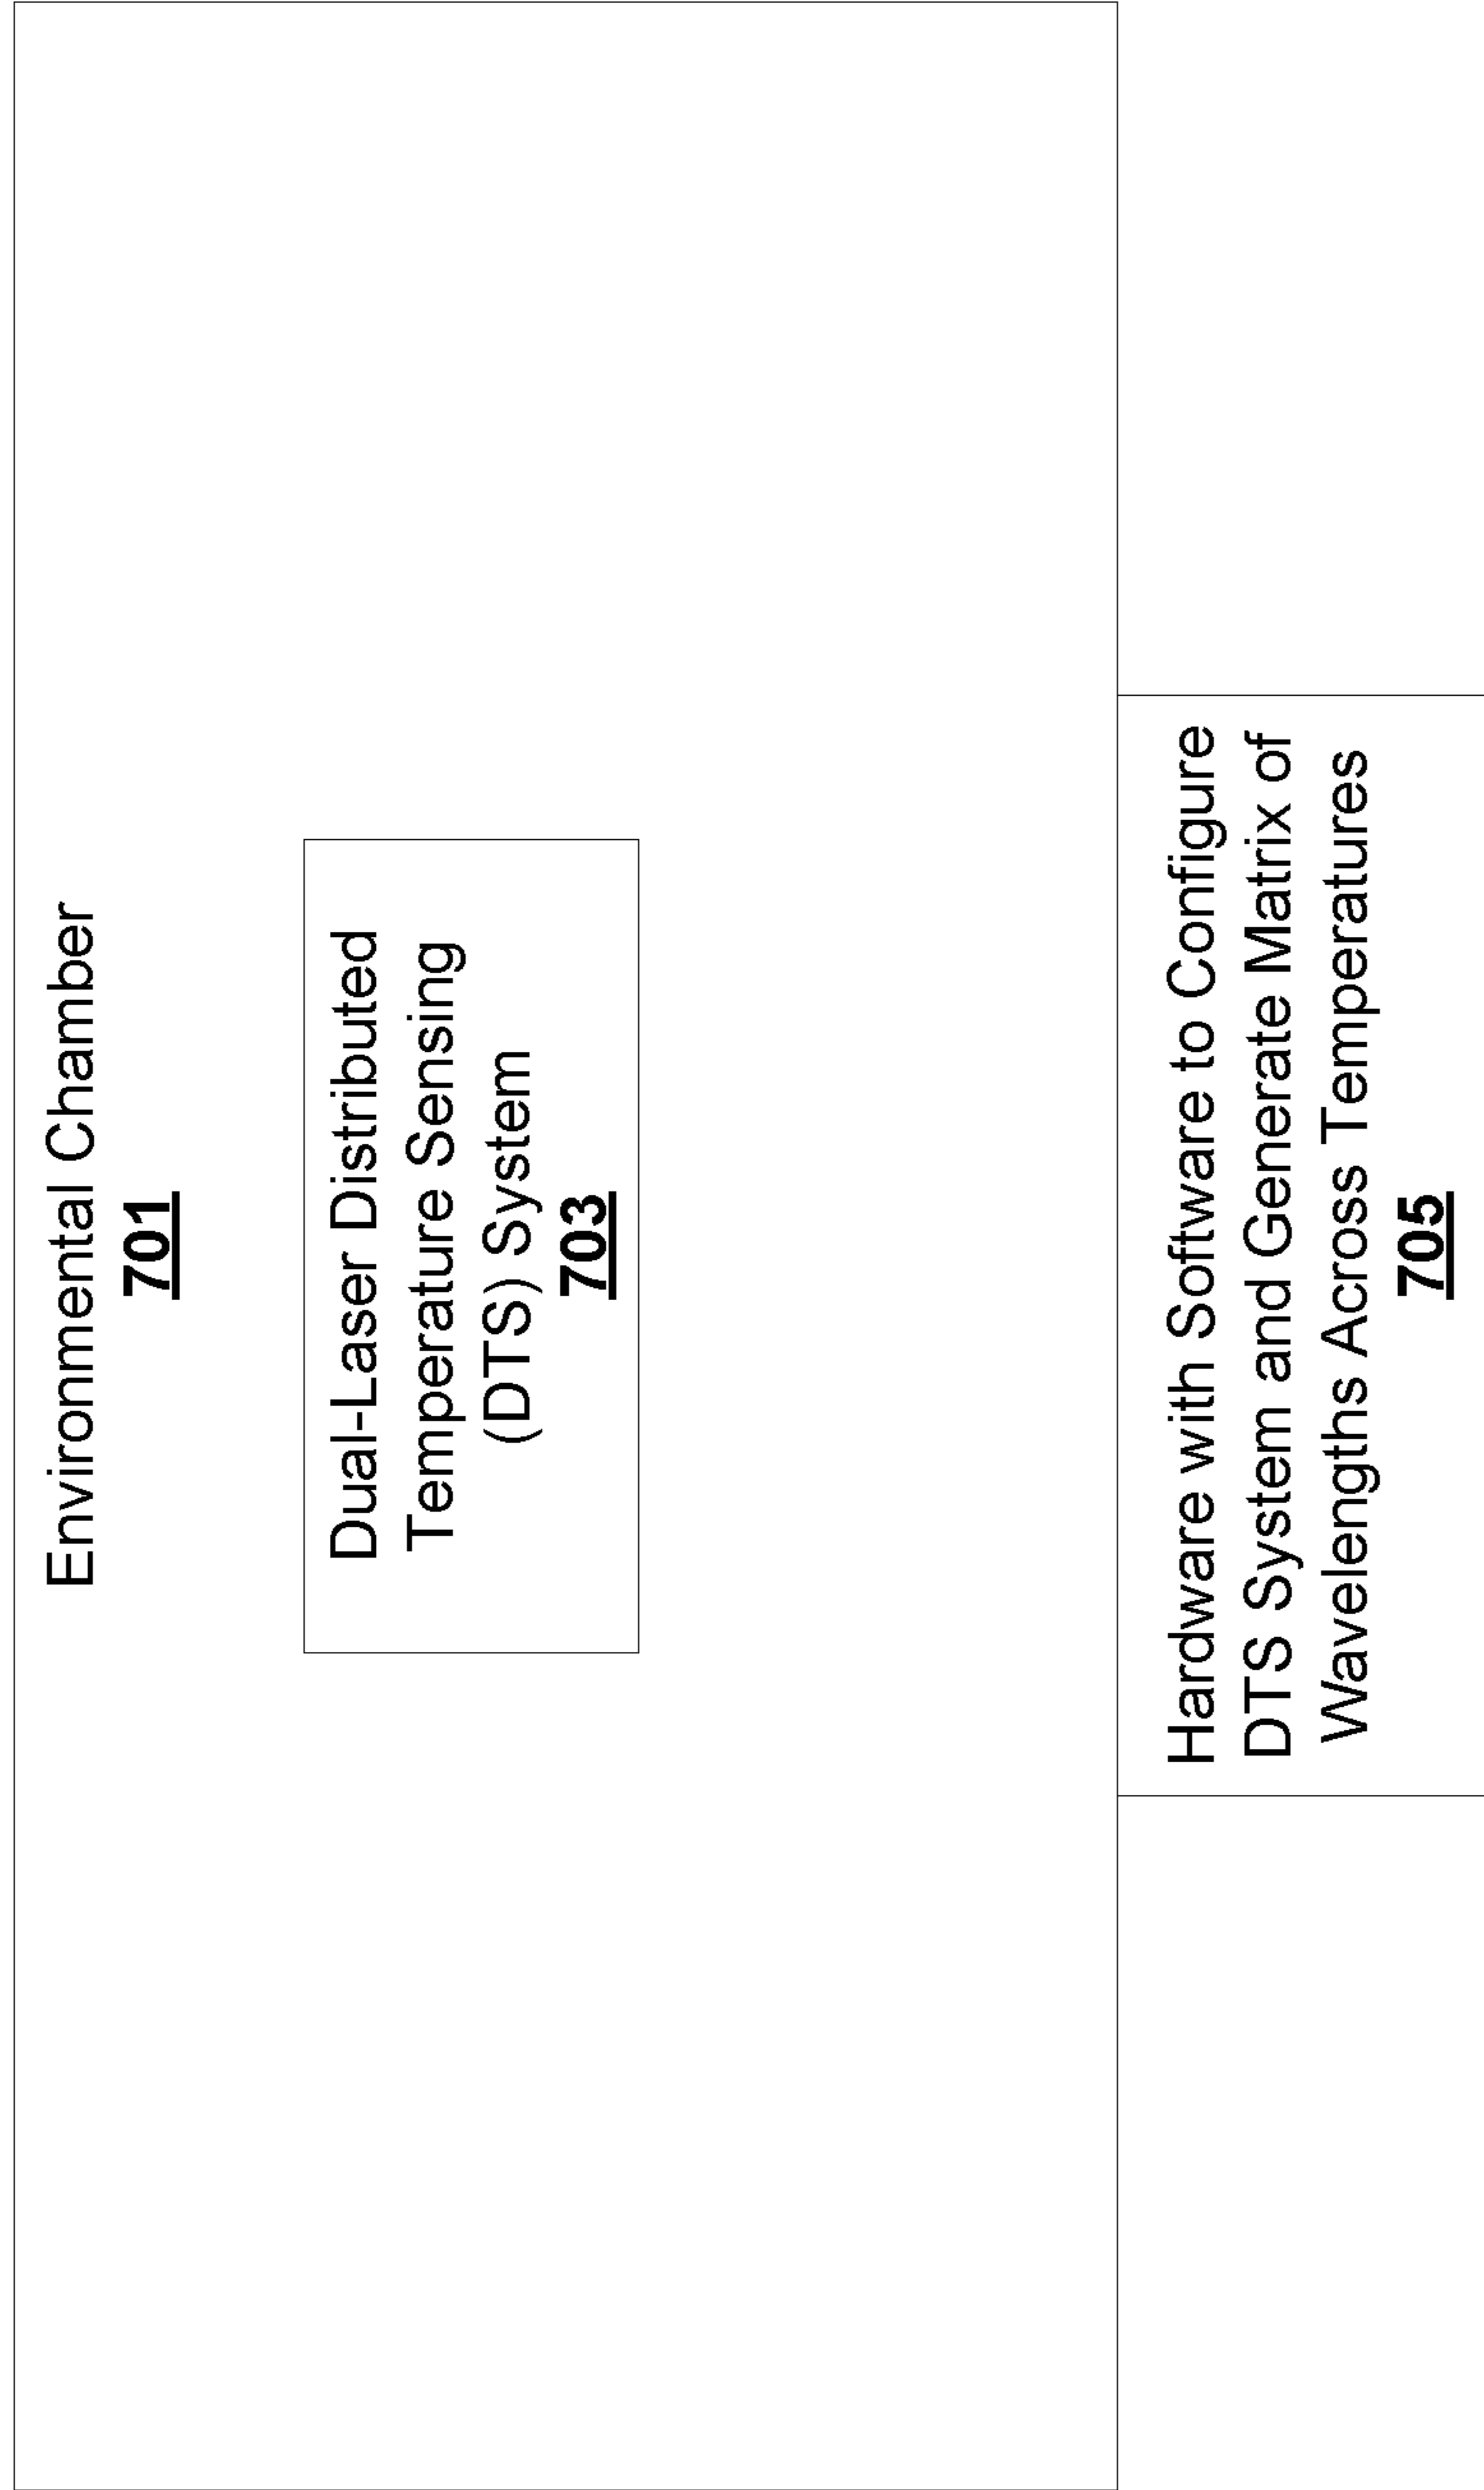 Environmental Chamber
701
Dual-Laser Distributed
Temperature Sensing
(DTS) System
703
Hardware with Software to Configure
DTS System and Generate Matrix of
Wavelengths Across Temperatures
705